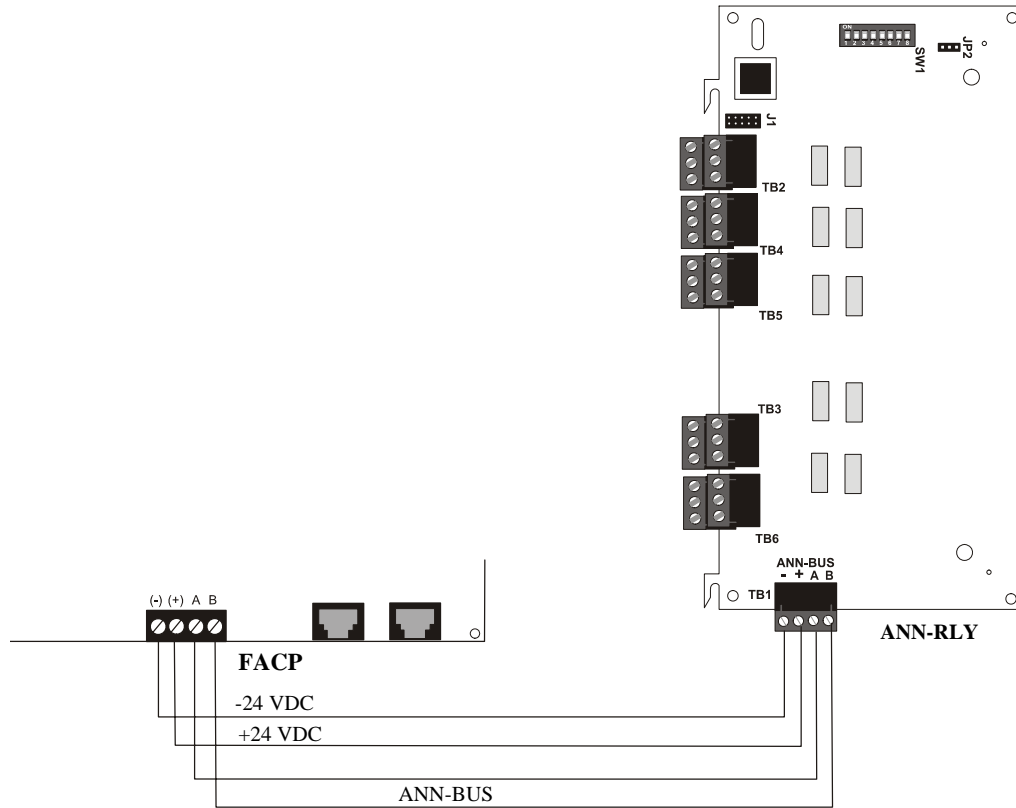 ON
1 2 3 4 5 6 7 8
SW1
JP2
J1
TB2
TB4
TB5
TB3
TB6
ANN-BUS
- + A B
TB1
ANN-RLY
(-) (+) A B
FACP
-24 VDC
+24 VDC
ANN-BUS